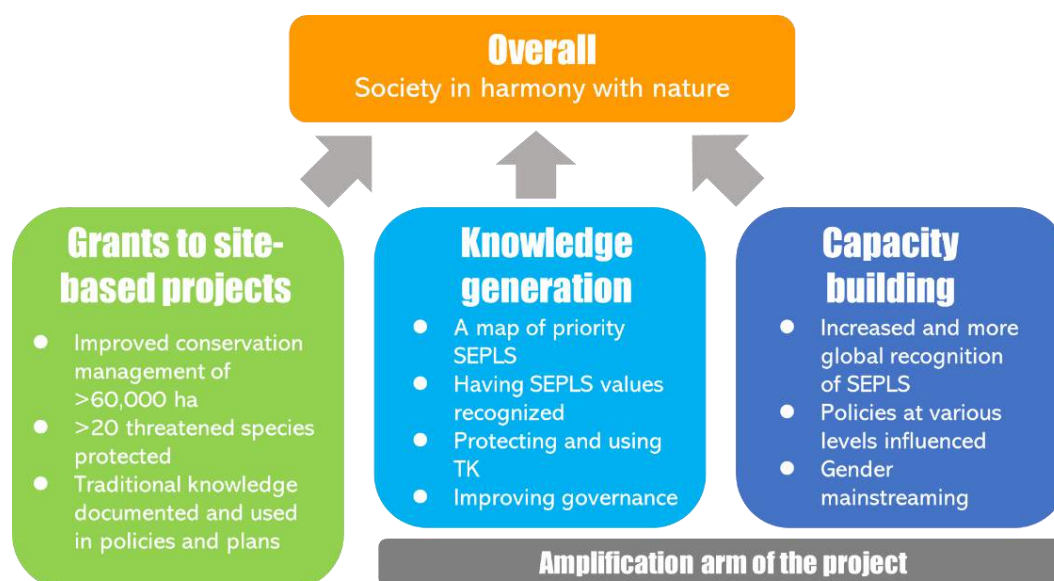 Overall
Society in harmony with nature
Grants to site-
based projects
● Improved conservation
management of
>60,000 ha
● >20 threatened species
protected
● Traditional knowledge
documented and used
in policies and plans
Knowledge
generation
● A map of priority
SEPLS
● Having SEPLS values
recognized
● Protecting and using
TK
● Improving governance
Capacity
building
● Increased and more
global recognition
of SEPLS
● Policies at various
levels influenced
● Gender
mainstreaming
Amplification arm of the project